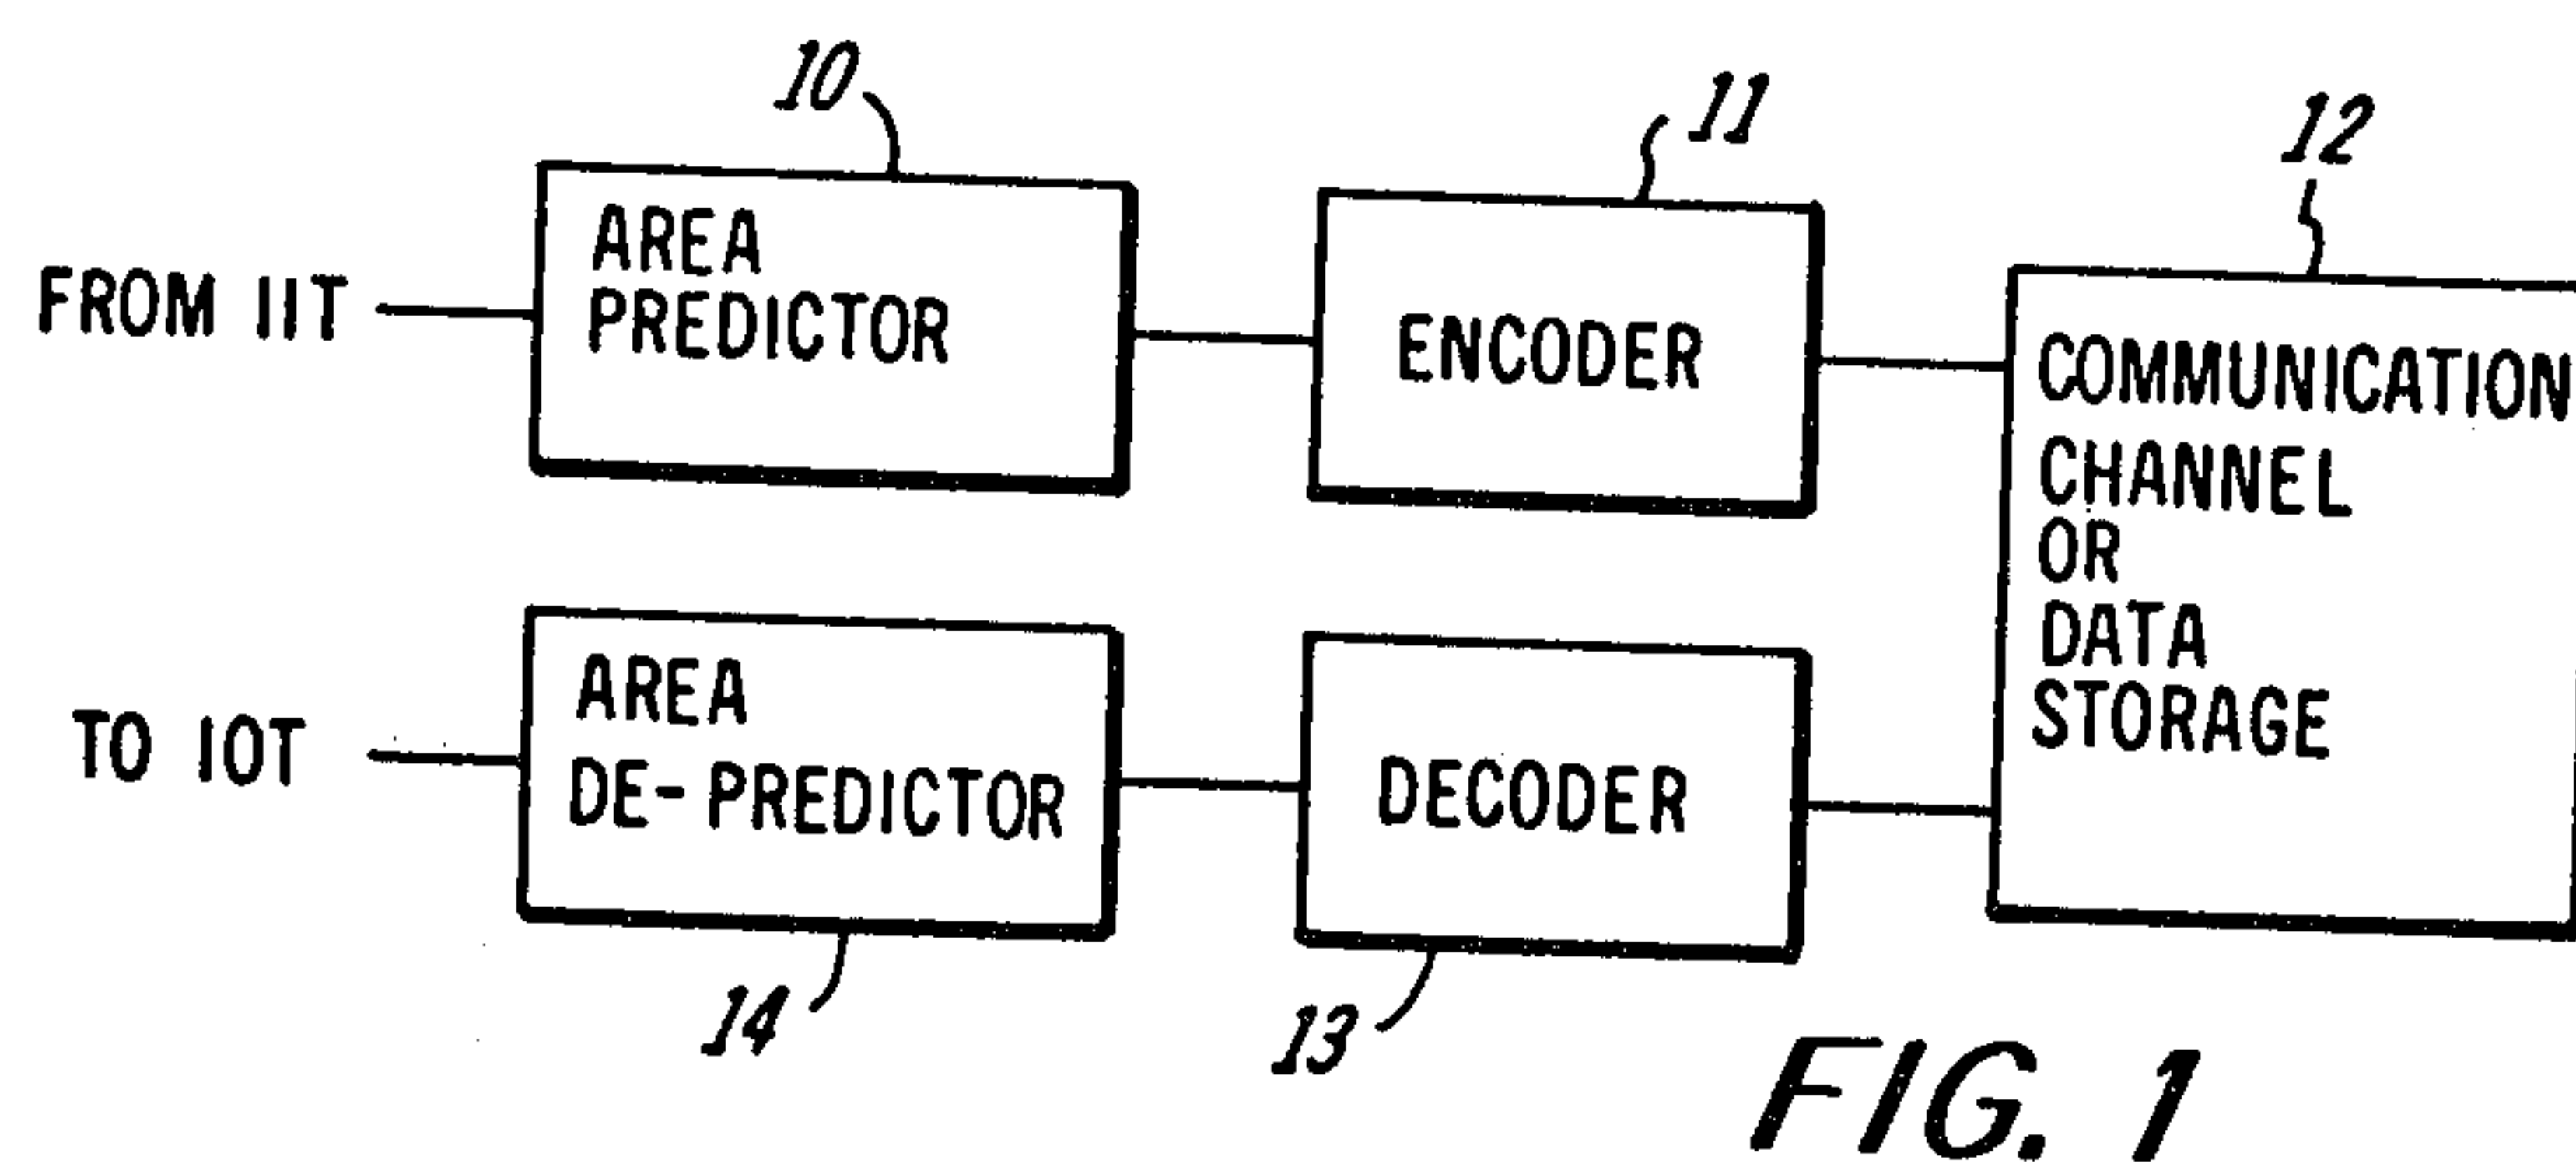 10
11
12
FROM IIT
AREA
PREDICTOR
ENCODER
COMMUNICATION
CHANNEL
OR
DATA
STORAGE
TO IOT
AREA
DE-PREDICTOR
DECODER
14
13
FIG. 1